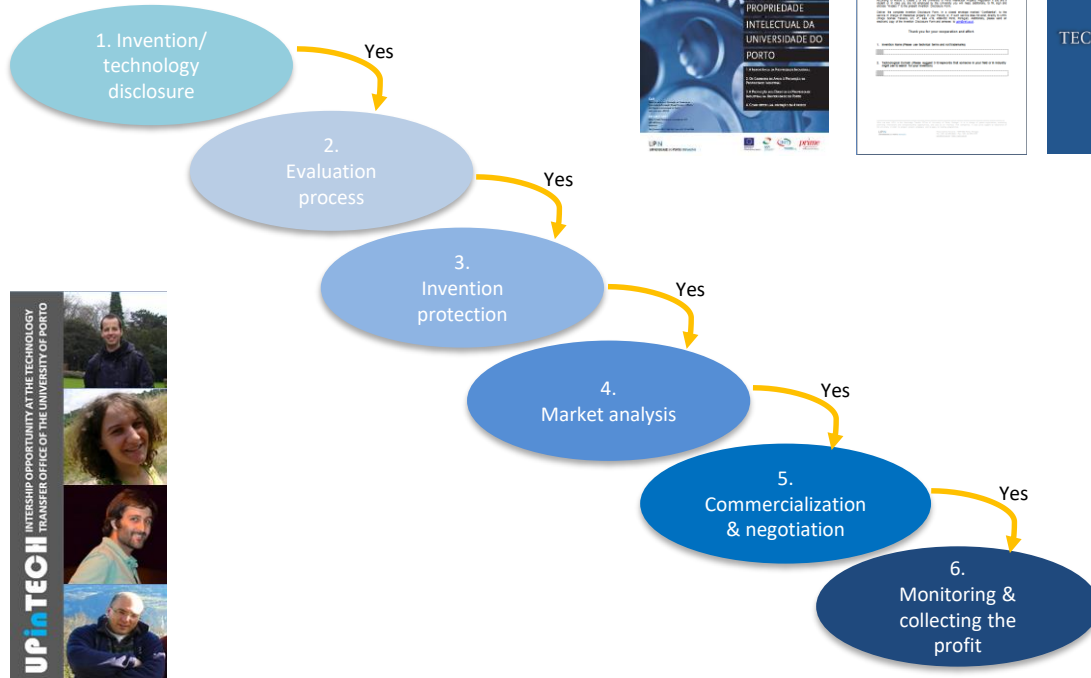 1. Invention/
technology
disclosure
Yes
2.
Evaluation
process
Yes
3.
Invention
protection
Yes
4.
Market analysis
Yes
5.
Commercialization
& negotiation
Yes
6.
Monitoring &
collecting the
profit
PROPRIEDADE
INTELECTUAL DA
UNIVERSIDADE DO
PORTO
UPIN
prime
Thank you for your cooperation and effort
TEC
UPinTECH
INTERSHIP OPPORTUNITY AT THE TECHNOLOGY
TRANSFER OFFICE OF THE UNIVERSITY OF PORTO